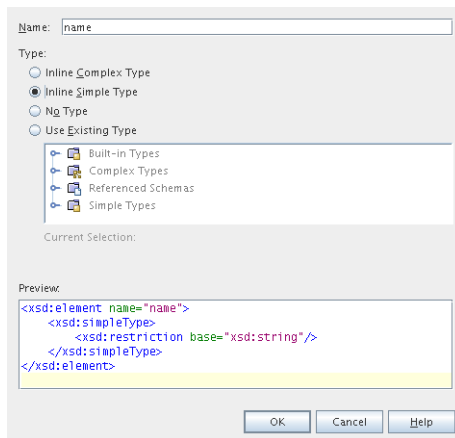 Name: name
Type:
Inline Complex Type
Inline Simple Type
No Type
Use Existing Type
Built-in Types
Complex Types
Referenced Schemas
Simple Types
Current Selection:
Preview:
<xsd:element name="name">
    <xsd:simpleType>
        <xsd:restriction base="xsd:string"/>
    </xsd:simpleType>
</xsd:element>
OK Cancel Help